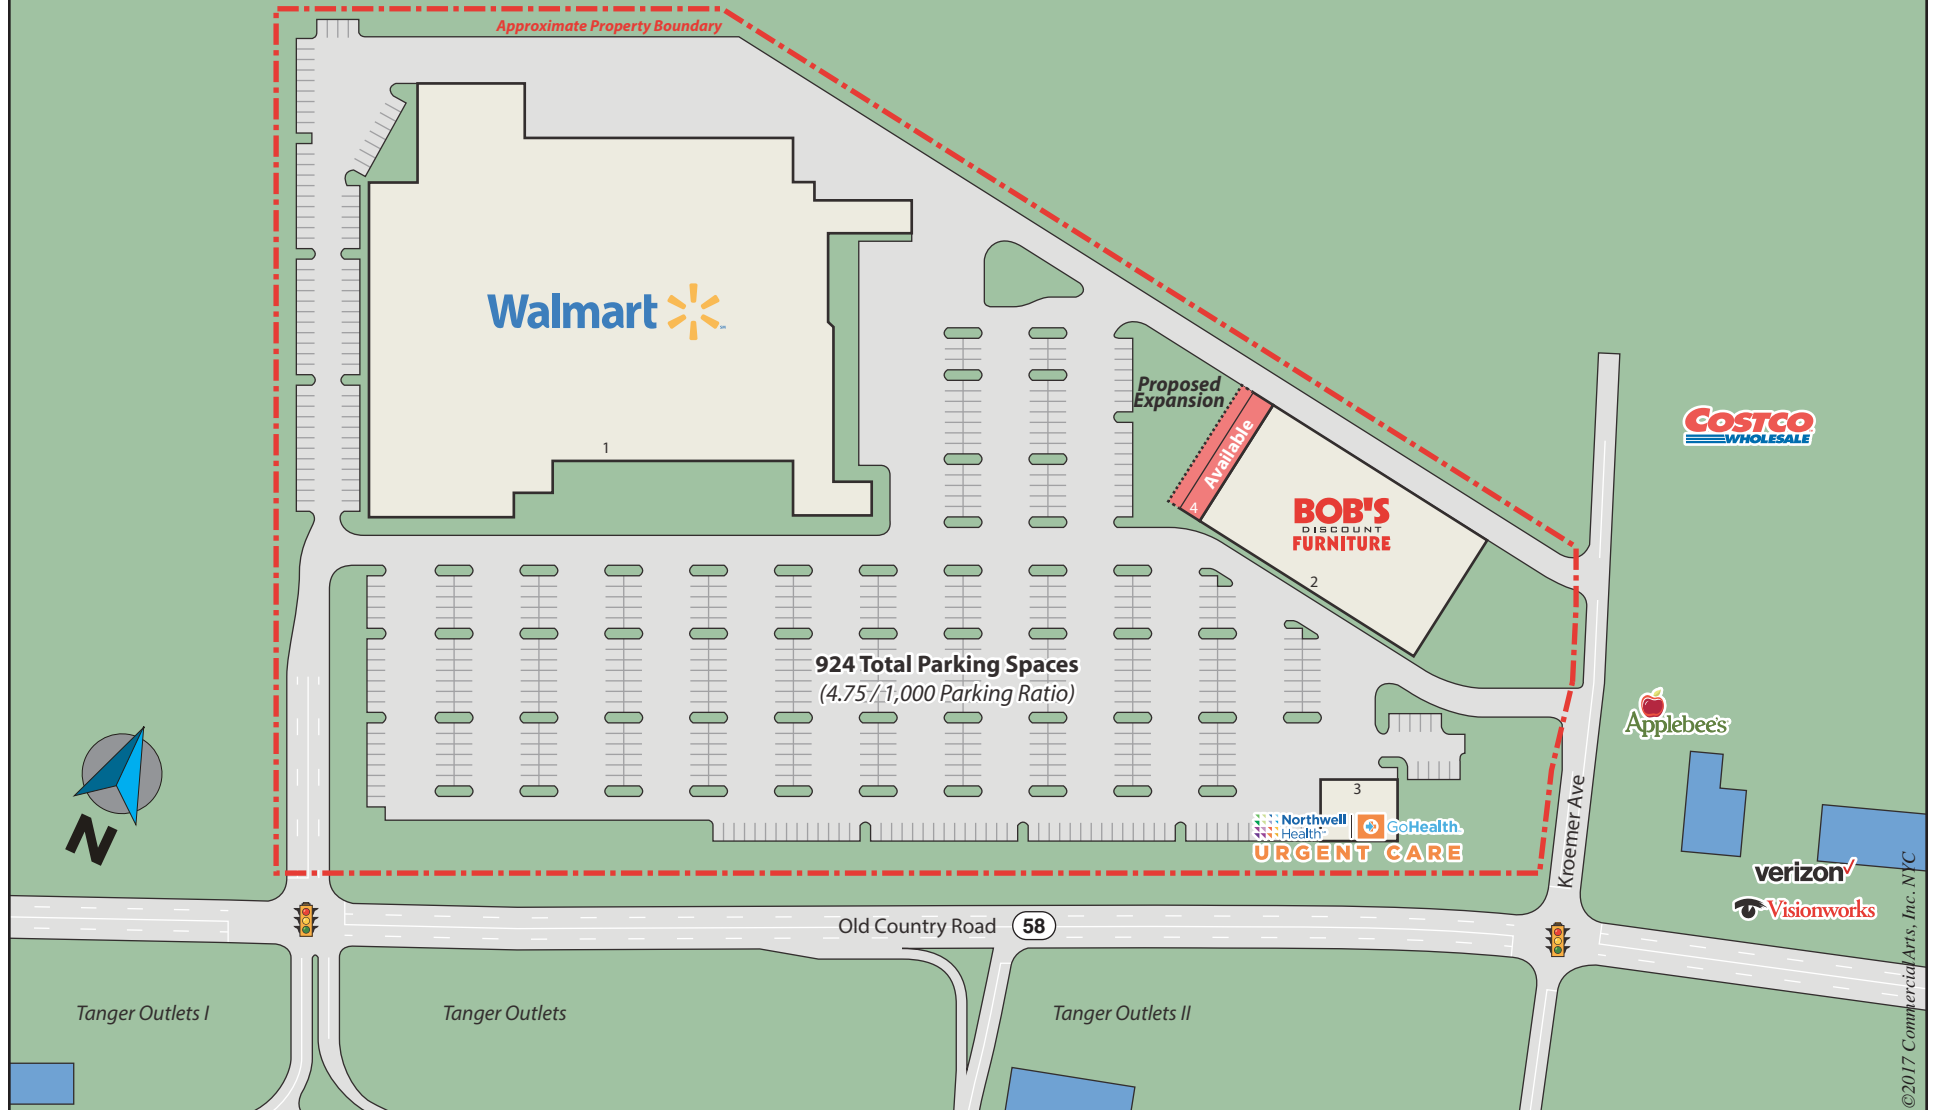 Approximate Property Boundary
Walmart
1
Proposed
Expansion
Available
4
BOB'S
DISCOUNT
FURNITURE
2
COSTCO
WHOLESALE
924 Total Parking Spaces
(4.75 / 1,000 Parking Ratio)
Applebee's
3
Northwell
Health
GoHealth
URGENT CARE
Kroemer Ave
verizon
Visionworks
N
Old Country Road
58
Tanger Outlets I
Tanger Outlets
Tanger Outlets II
©2017 CommercialArts, Inc. NYC